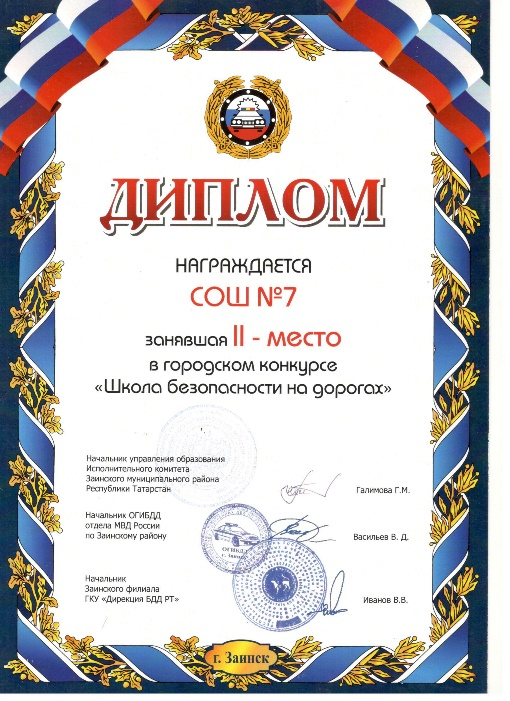 ДИПЛОМ
НАГРАЖДАЕТСЯ
СОШ №7
занявшая II - место
в городском конкурсе
«Школа безопасности на дорогах»
Начальник управления образования
Исполнительного комитета
Заинского муниципального района
Республики Татарстан
Галимова Г.М.
Начальник ОГИБДД
отдела МВД России
по Заинскому району
Васильев В. Д.
Начальник
Заинского филиала
ГКУ «Дирекция БДД РТ»
Иванов В.В.
г. Заинск